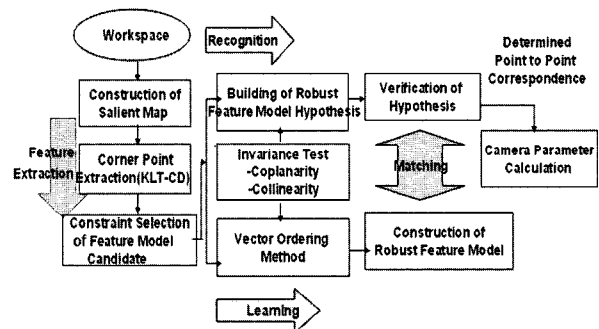 Workspace
Recognition
Determined
Point to Point
Correspondence
Construction of
Salient Map
Building of Robust
Feature Model Hypothesis
Verification of
Hypothesis
Feature
Extraction
Corner Point
Extraction(KLT-CD)
Invariance Test
-Coplanarity
-Collinearity
Matching
Camera Parameter
Calculation
Constraint Selection
of Feature Model
Candidate
Vector Ordering
Method
Construction of
Robust Feature Model
Learning